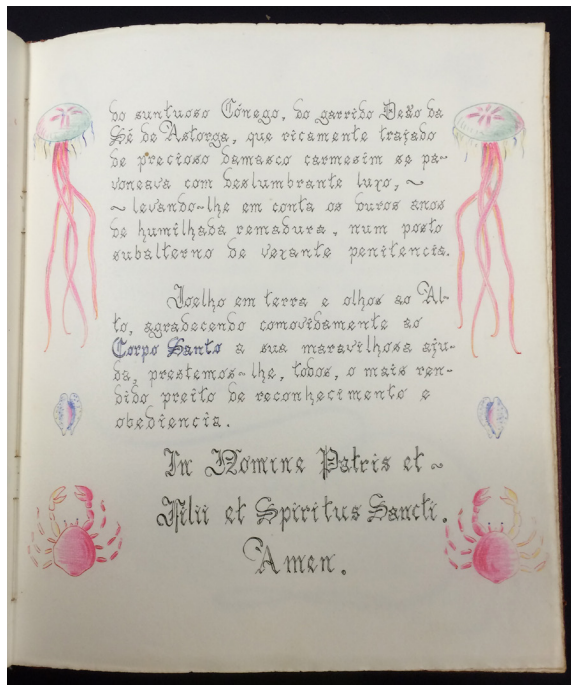 do suntuoso Cónego, do garrido Deão da
Sé de Astorga, que ricamente trajado
de precioso damasco carmesim se pa-
voneava com deslumbrante luxo, ~
~ levando-lhe em conta os duros anos
de humilhada remadura, num posto
subalterno de vexante penitencia.
Joelho em terra e olhos ao Al-
to, agradecendo comovidamente ao
Corpo Santo a sua maravilhosa aju-
da, prestemos-lhe, todos, o mais ren-
dido preito de reconhecimento e
obediencia.
In Nomine Patris et ~
Filii et Spiritus Sancti.
Amen.